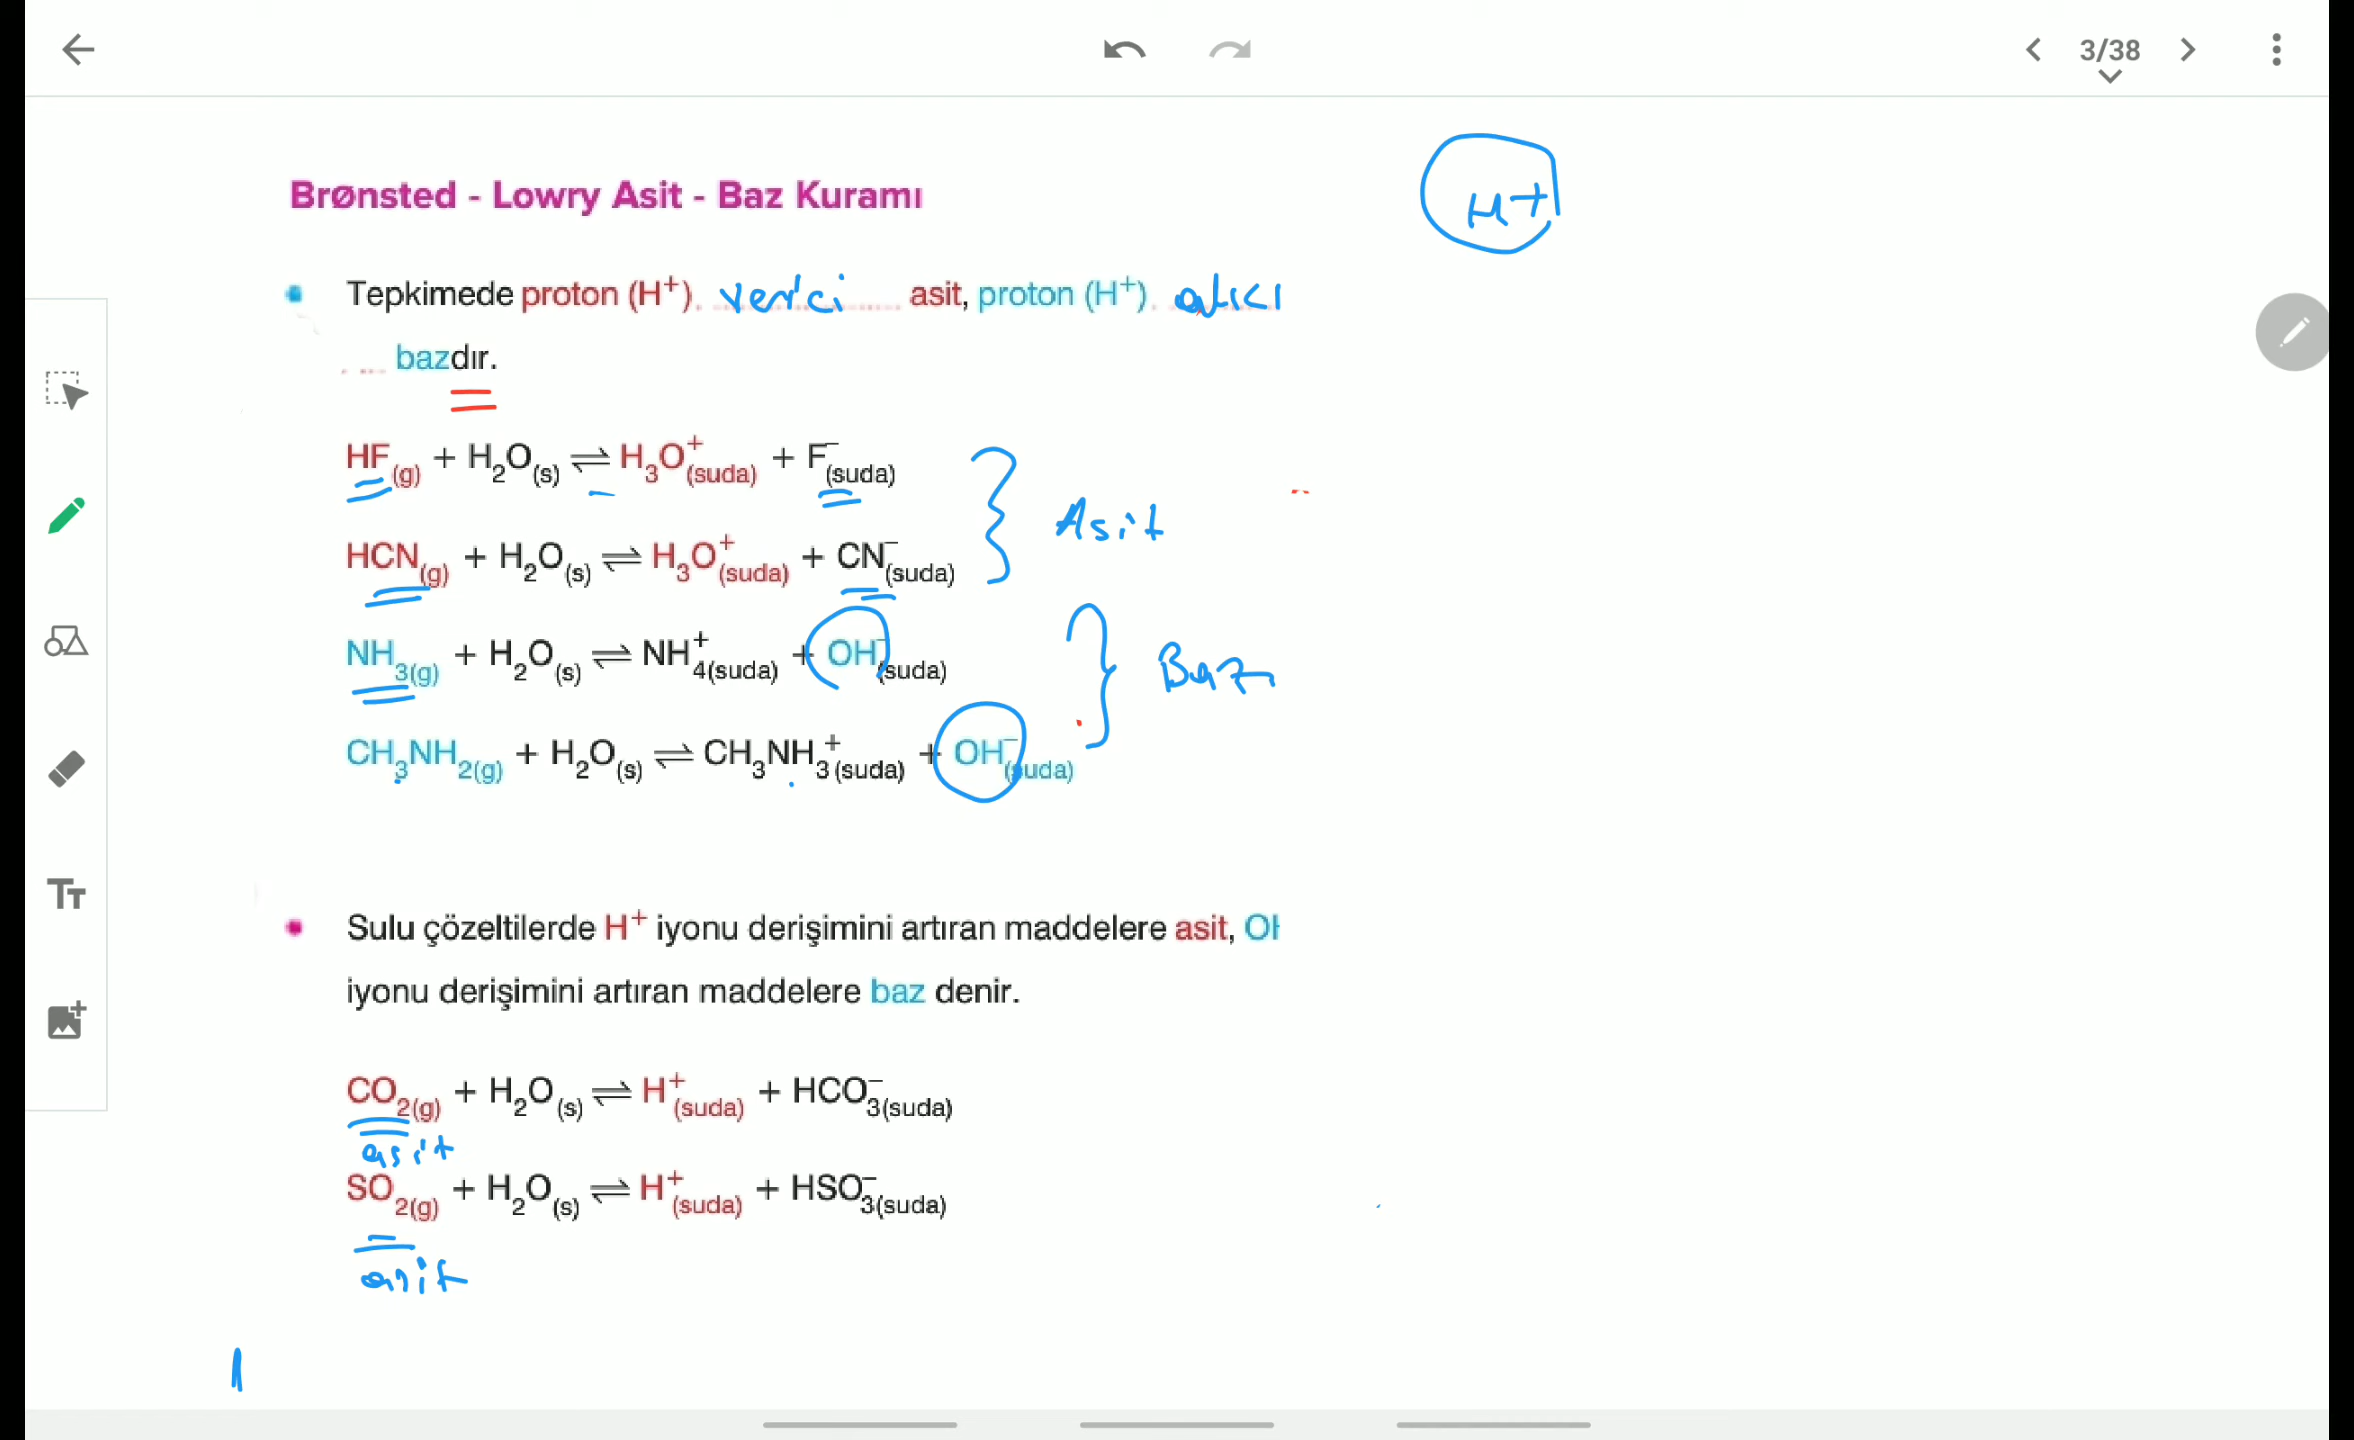 3/38
H+
Brønsted - Lowry Asit - Baz Kuramı
Tepkimede proton (H⁺) verici asit, proton (H⁺) alıcı
bazdır.
HF(g) + H₂O(s) ⇌ H₃O⁺(suda) + F⁻(suda)
HCN(g) + H₂O(s) ⇌ H₃O⁺(suda) + CN⁻(suda)
Asit
NH₃(g) + H₂O(s) ⇌ NH₄⁺(suda) + OH⁻(suda)
CH₃NH₂(g) + H₂O(s) ⇌ CH₃NH₃⁺(suda) + OH⁻(suda)
Baz
Sulu çözeltilerde H⁺ iyonu derişimini artıran maddelere asit, OH
iyonu derişimini artıran maddelere baz denir.
CO₂(g) + H₂O(s) ⇌ H⁺(suda) + HCO₃⁻(suda)
asit
SO₂(g) + H₂O(s) ⇌ H⁺(suda) + HSO₃⁻(suda)
asit
Tт